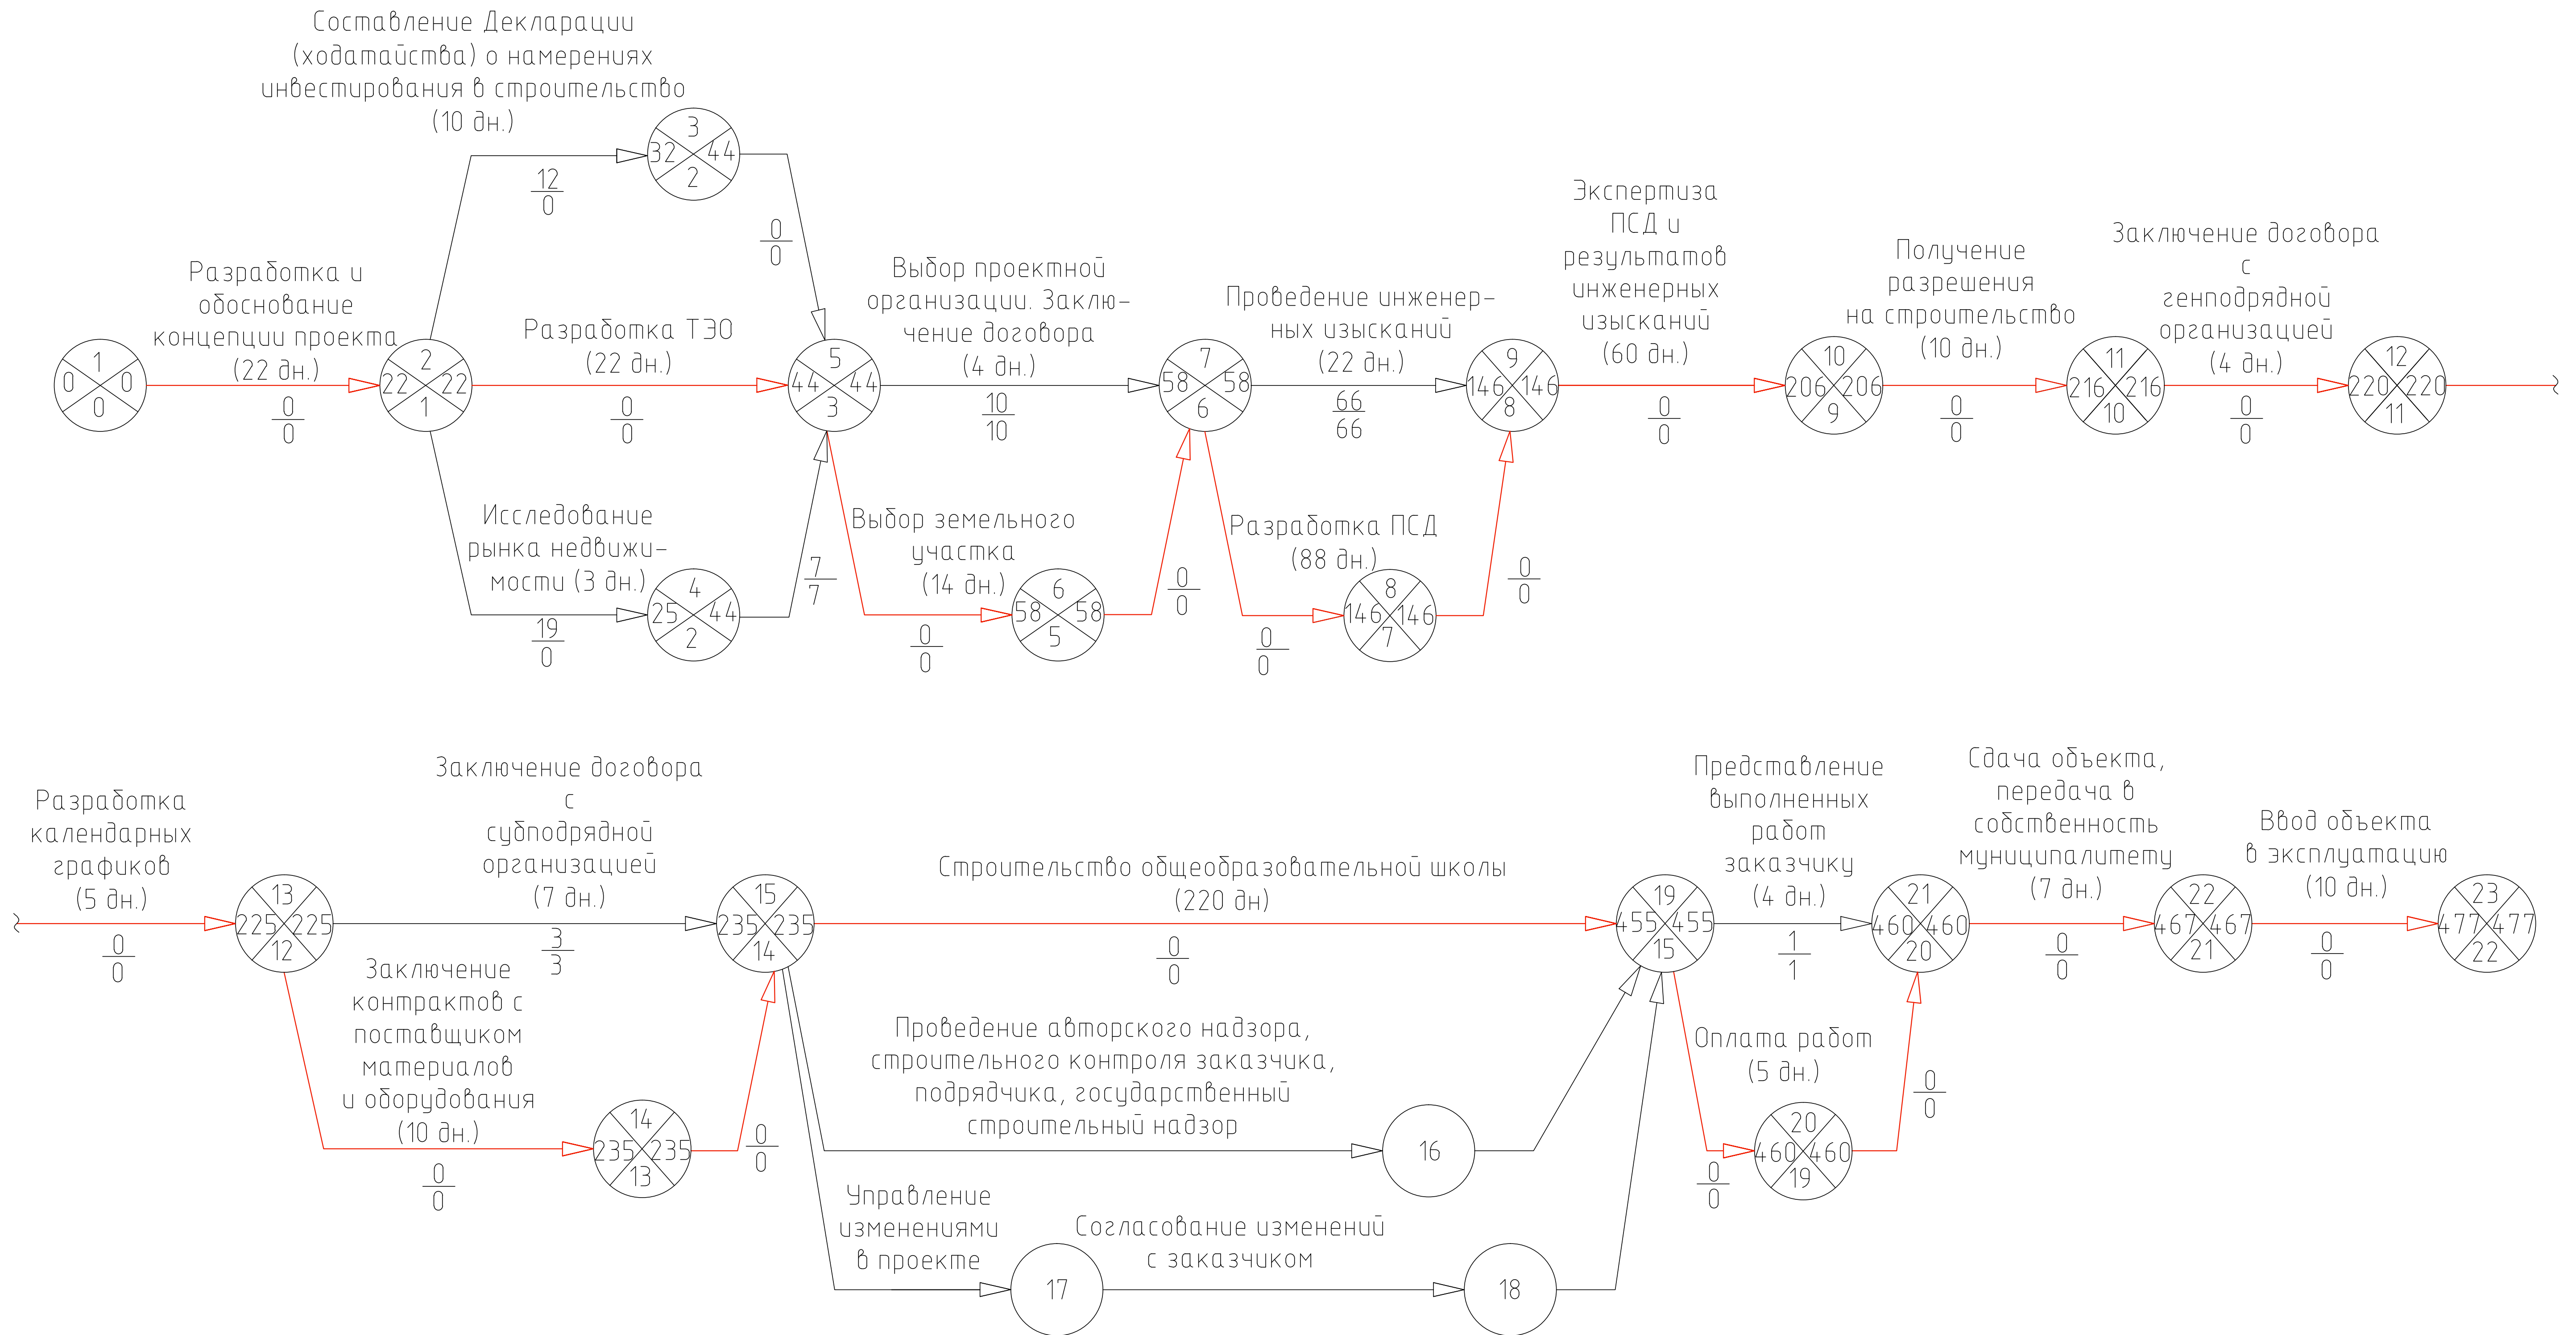 Составление Декларации
(ходатайства) о намерениях
инвестирования в строительство
(10 дн.)
3
32 44
2
12
0
0
0
Разработка и
обоснование
концепции проекта
(22 дн.)
1
0 0
0
0
0
2
22 22
1
Разработка ТЭО
(22 дн.)
0
0
5
44 44
3
Выбор проектной
организации. Заклю-
чение договора
(4 дн.)
10
10
7
58 58
6
Проведение инженер-
ных изысканий
(22 дн.)
66
66
9
146 146
8
Экспертиза
ПСД и
результатов
инженерных
изысканий
(60 дн.)
0
0
10
206 206
9
Получение
разрешения
на строительство
(10 дн.)
0
0
11
216 216
10
Заключение договора
с
генподрядной
организацией
(4 дн.)
0
0
12
220 220
11
Исследование
рынка недвижи-
мости (3 дн.)
19
0
4
25 44
2
7
7
Выбор земельного
участка
(14 дн.)
0
0
6
58 58
5
0
0
Разработка ПСД
(88 дн.)
0
0
8
146 146
7
0
0
Разработка
календарных
графиков
(5 дн.)
0
0
13
225 225
12
Заключение договора
с
субподрядной
организацией
(7 дн.)
3
3
15
235 235
14
Строительство общеобразовательной школы
(220 дн)
0
0
19
455 455
15
Представление
выполненных
работ
заказчику
(4 дн.)
1
1
21
460 460
20
Сдача объекта,
передача в
собственность
муниципалитету
(7 дн.)
0
0
22
467 467
21
Ввод объекта
в эксплуатацию
(10 дн.)
0
0
23
477 477
22
Заключение
контрактов с
поставщиком
материалов
и оборудования
(10 дн.)
0
0
14
235 235
13
0
0
Проведение авторского надзора,
строительного контроля заказчика,
подрядчика, государственный
строительный надзор
16
Оплата работ
(5 дн.)
0
0
20
460 460
19
0
0
Управление
изменениями
в проекте
17
Согласование изменений
с заказчиком
18